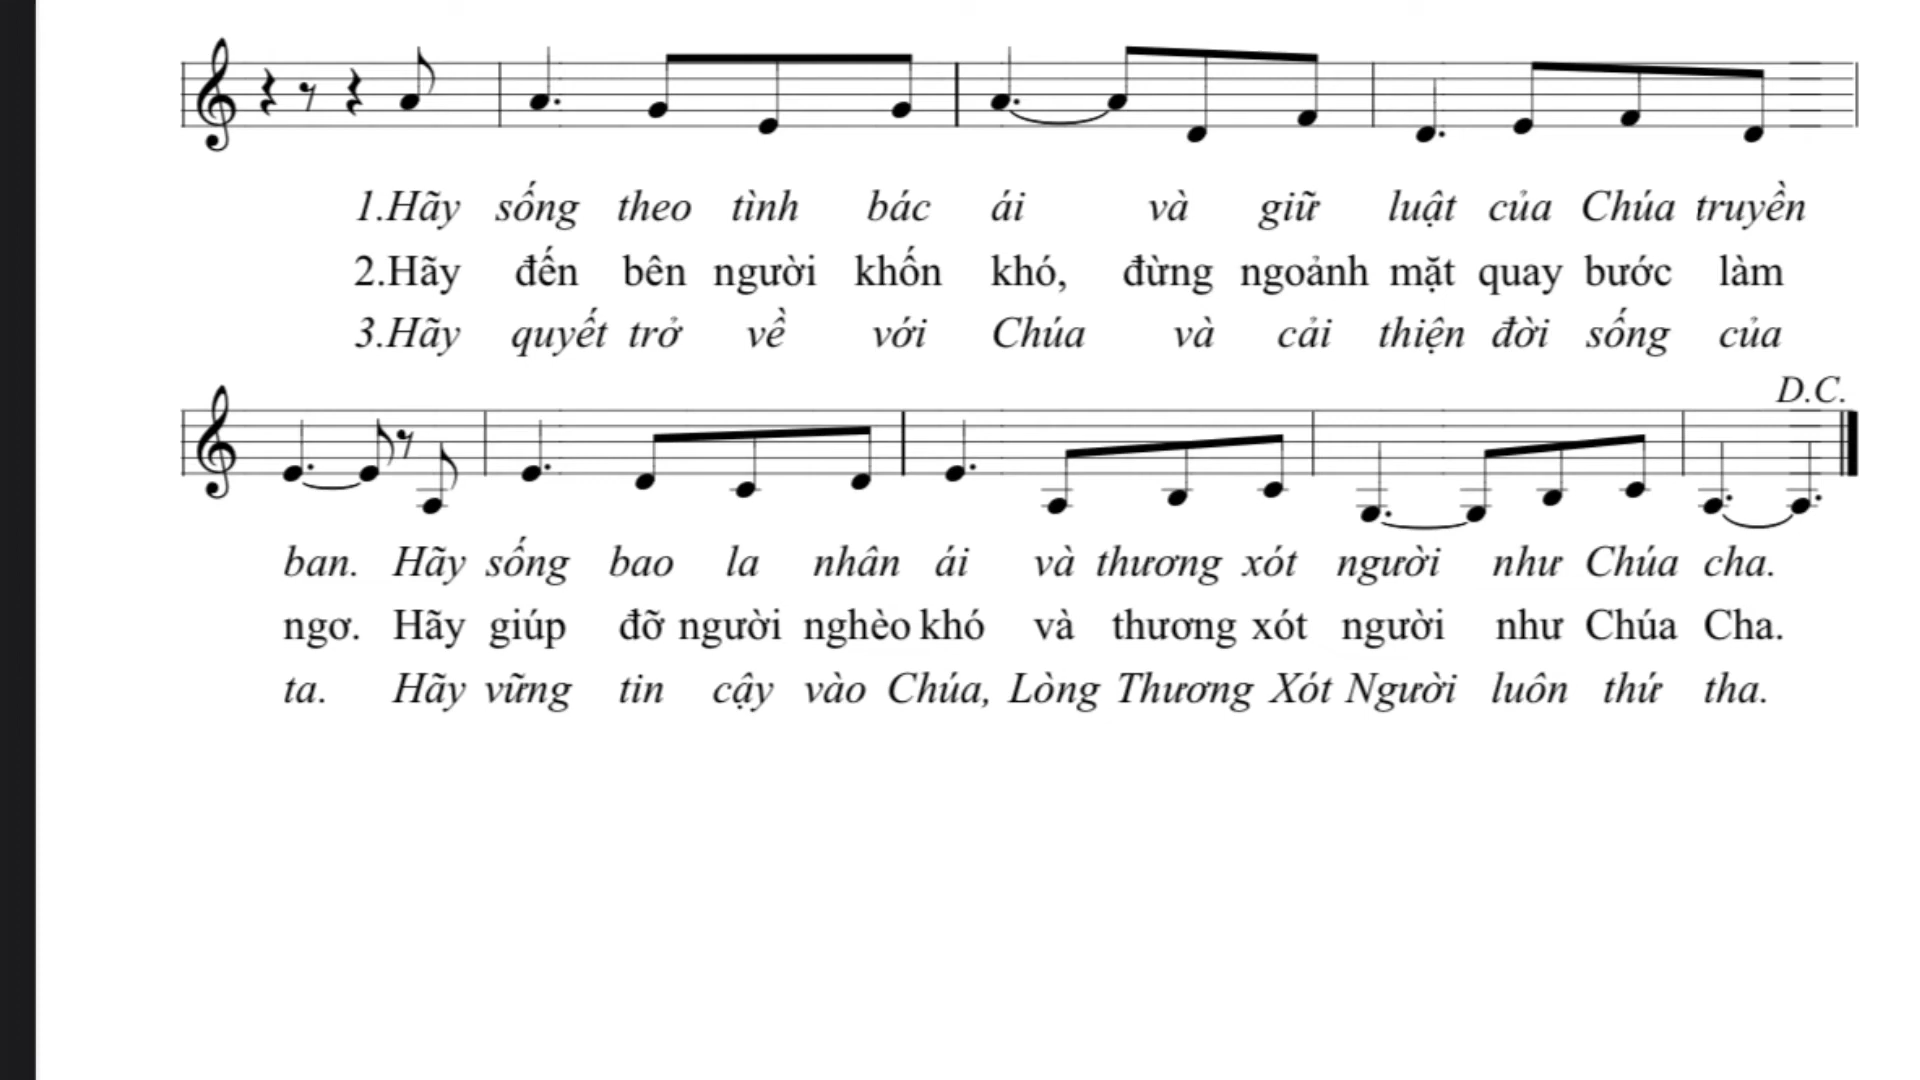 1.Hãy sống theo tình bác ái và giữ luật của Chúa truyền
2.Hãy đến bên người khốn khó, đừng ngoảnh mặt quay bước làm
3.Hãy quyết trở về với Chúa và cải thiện đời sống của
D.C.
ban. Hãy sống bao la nhân ái và thương xót người như Chúa cha.
ngơ. Hãy giúp đỡ người nghèo khó và thương xót người như Chúa Cha.
ta. Hãy vững tin cậy vào Chúa, Lòng Thương Xót Người luôn thứ tha.